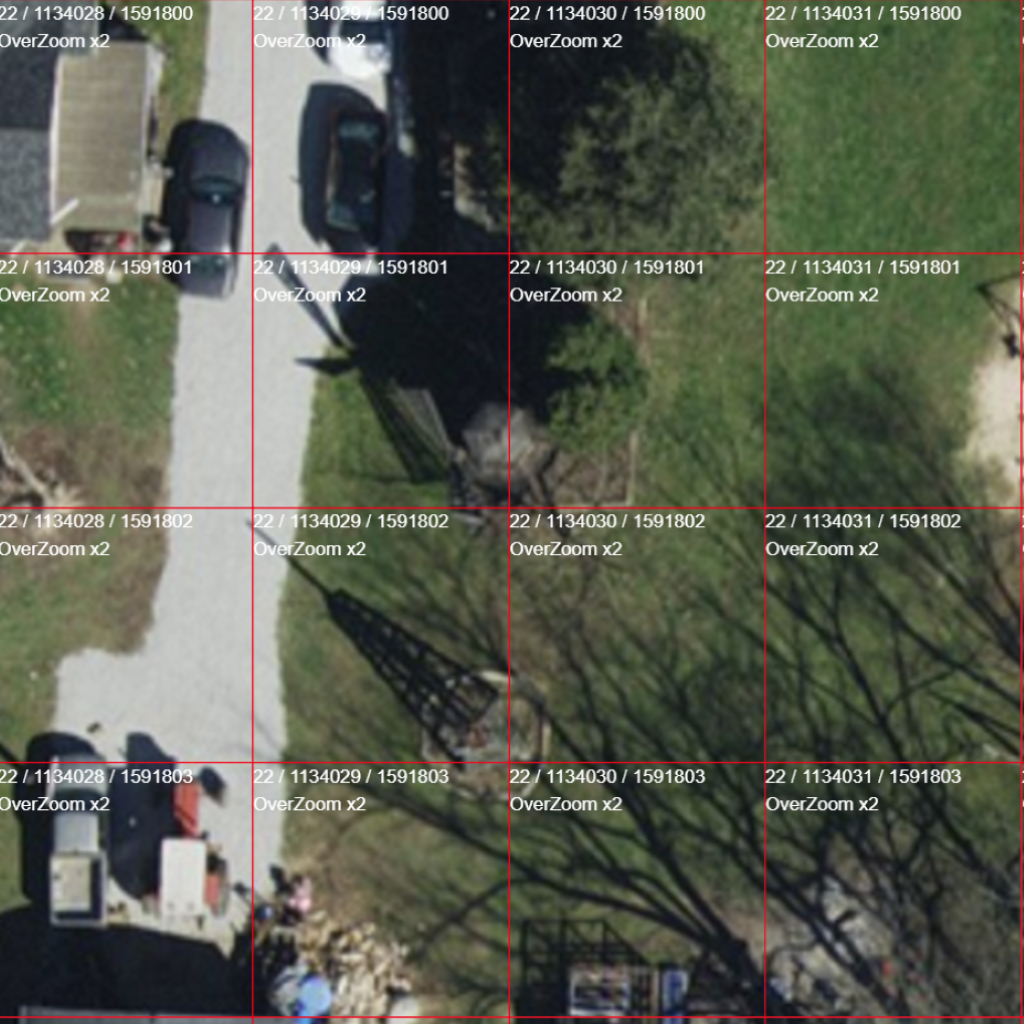 22 / 1134028 / 1591800
OverZoom x2
22 / 1134029 / 1591800
OverZoom x2
22 / 1134030 / 1591800
OverZoom x2
22 / 1134031 / 1591800
OverZoom x2
22 / 1134028 / 1591801
OverZoom x2
22 / 1134029 / 1591801
OverZoom x2
22 / 1134030 / 1591801
OverZoom x2
22 / 1134031 / 1591801
OverZoom x2
22 / 1134028 / 1591802
OverZoom x2
22 / 1134029 / 1591802
OverZoom x2
22 / 1134030 / 1591802
OverZoom x2
22 / 1134031 / 1591802
OverZoom x2
22 / 1134028 / 1591803
OverZoom x2
22 / 1134029 / 1591803
OverZoom x2
22 / 1134030 / 1591803
OverZoom x2
22 / 1134031 / 1591803
OverZoom x2